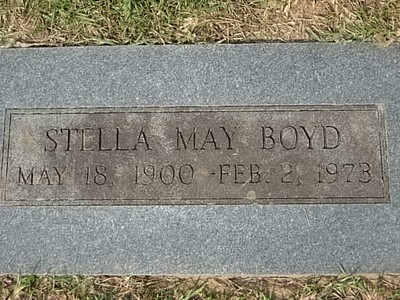 STELLA MAY BOYD
MAY 18, 1900 - FEB. 2, 1973